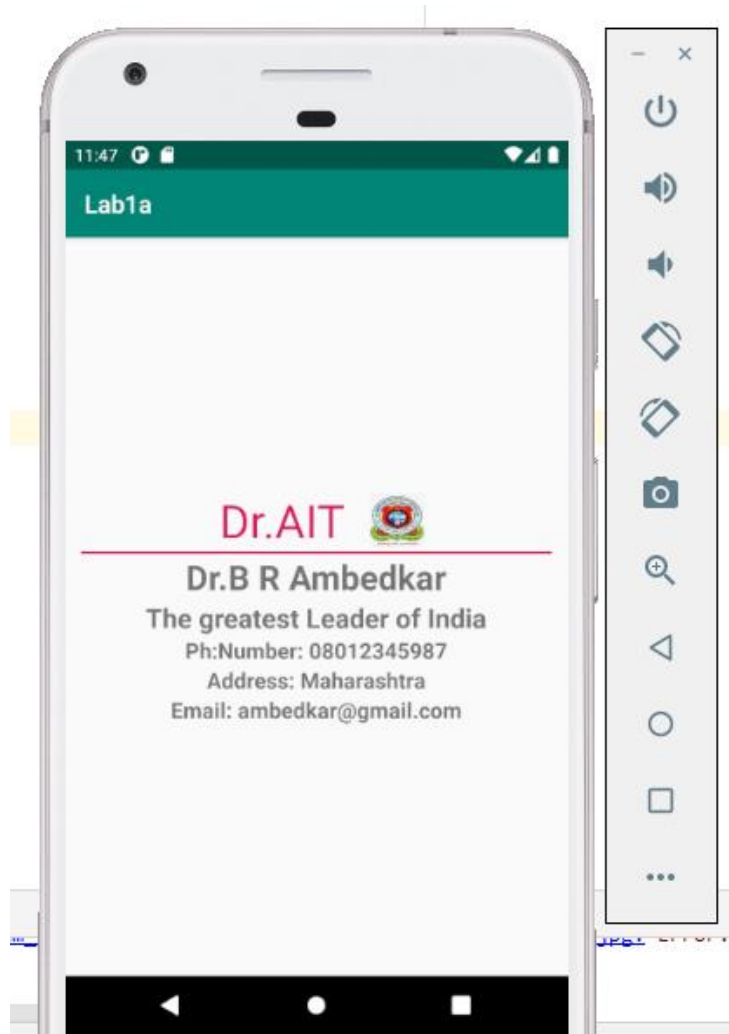 11:47
Lab1a
Dr.AIT
Dr.B R Ambedkar
The greatest Leader of India
Ph:Number: 08012345987
Address: Maharashtra
Email: ambedkar@gmail.com